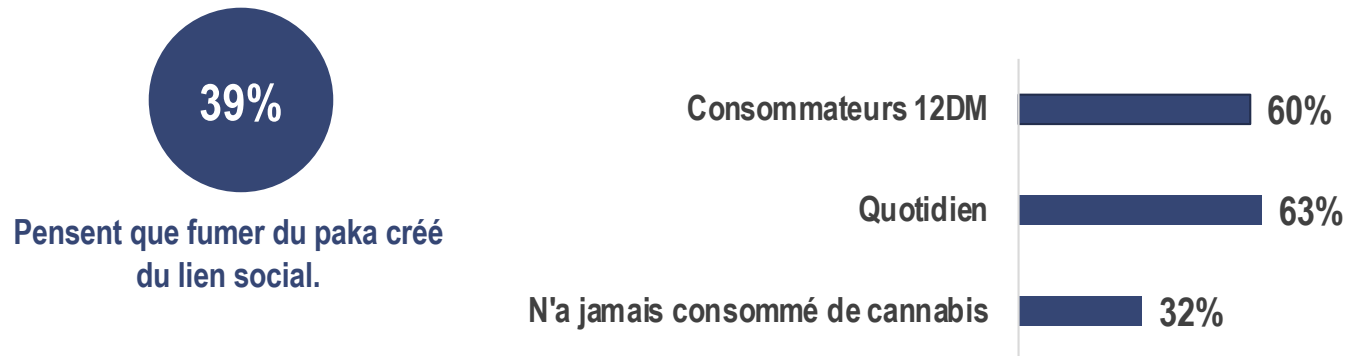 39%
Pensent que fumer du paka créé
du lien social.
Consommateurs 12DM 60%
Quotidien 63%
N'a jamais consommé de cannabis 32%